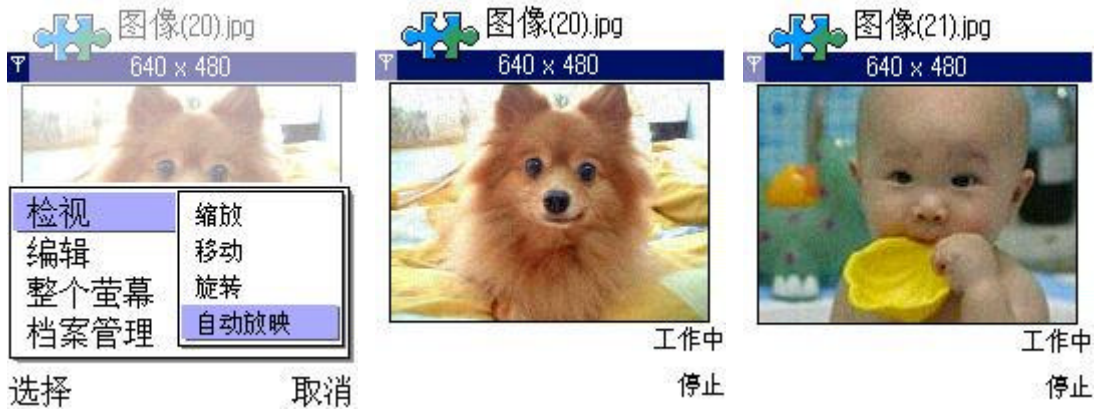 图像(20).jpg
640 x 480
检视
编辑
整个萤幕
档案管理
缩放
移动
旋转
自动放映
选择
取消
图像(20).jpg
640 x 480
工作中
停止
图像(21).jpg
640 x 480
工作中
停止